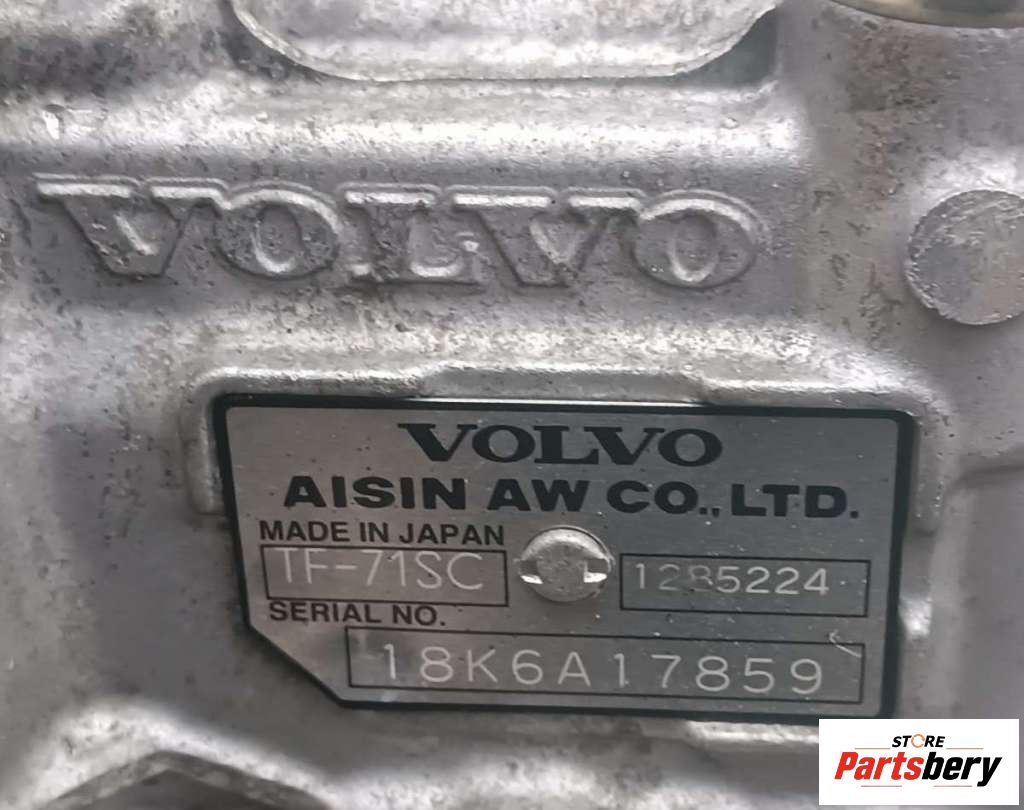 VOLVO
VOLVO
AISIN AW CO.,LTD.
MADE IN JAPAN
TF-71SC
1285224
SERIAL NO.
18K6A17859
STORE
Partsbery